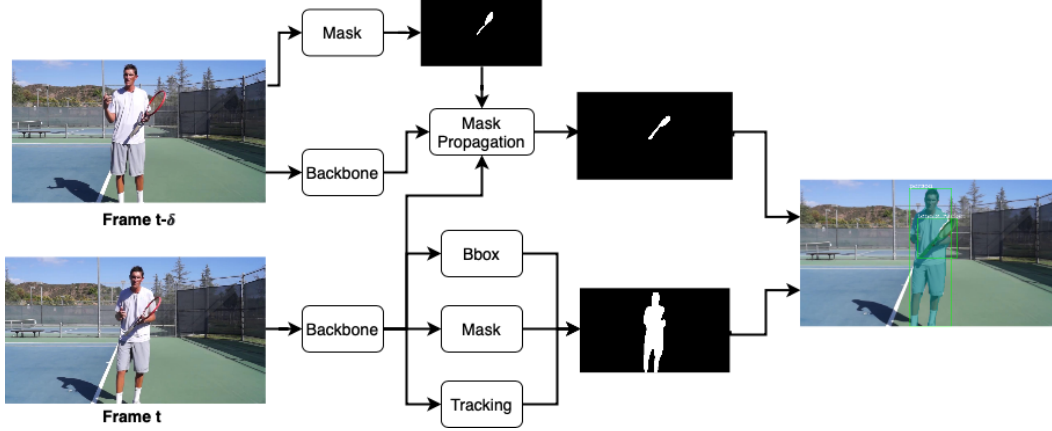 Mask
Mask
Propagation
Backbone
Frame t-δ
Bbox
Backbone
Mask
Tracking
Frame t